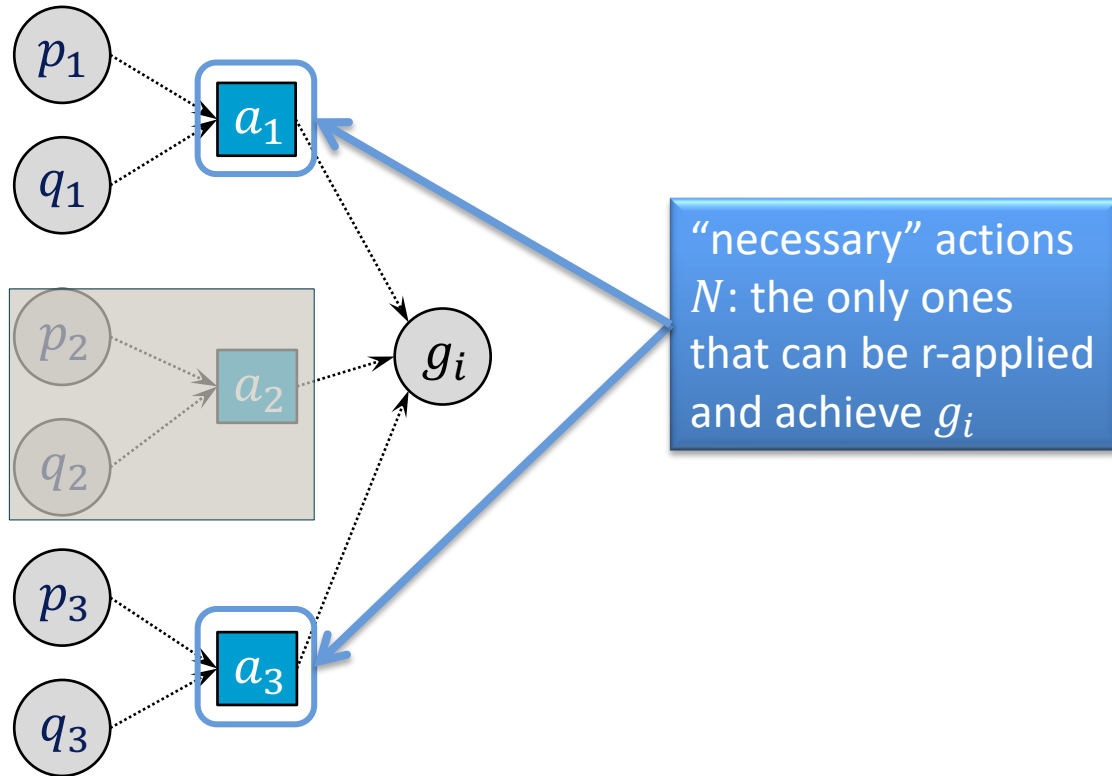 p₁
a₁
q₁
“necessary” actions
N: the only ones
that can be r-applied
and achieve gᵢ
p₂
a₂
gᵢ
q₂
p₃
a₃
q₃